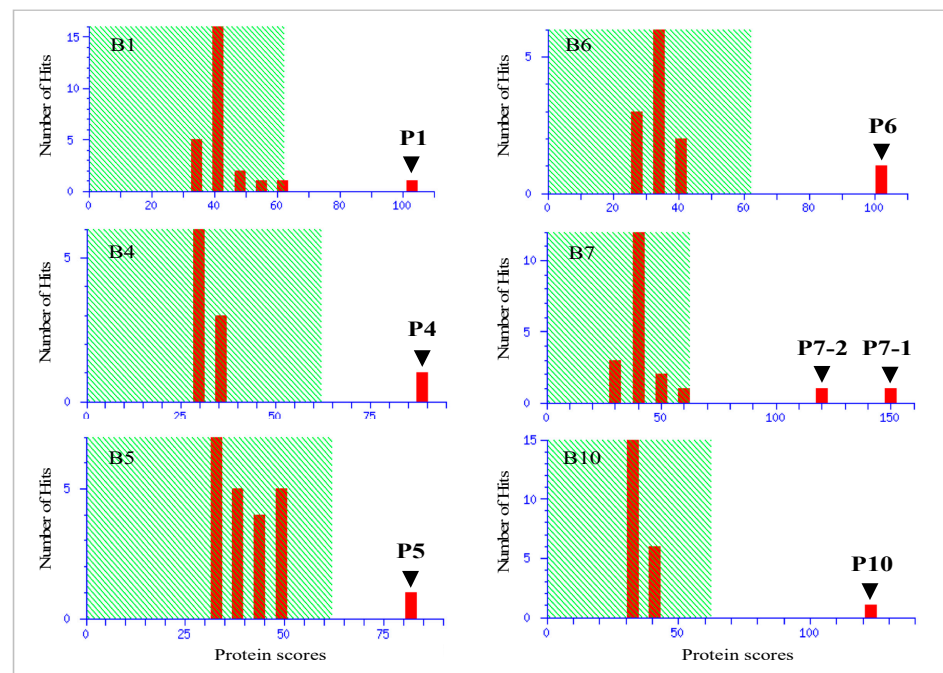 B1
P1
Number of Hits
15
10
5
0
0 20 40 60 80 100
B6
P6
Number of Hits
5
0
0 20 40 60 80 100
B4
P4
Number of Hits
5
0
0 25 50 75
B7
P7-2 P7-1
Number of Hits
10
5
0
0 50 100 150
B5
P5
Number of Hits
5
0
0 25 50 75
Protein scores
B10
P10
Number of Hits
15
10
5
0
0 50 100
Protein scores